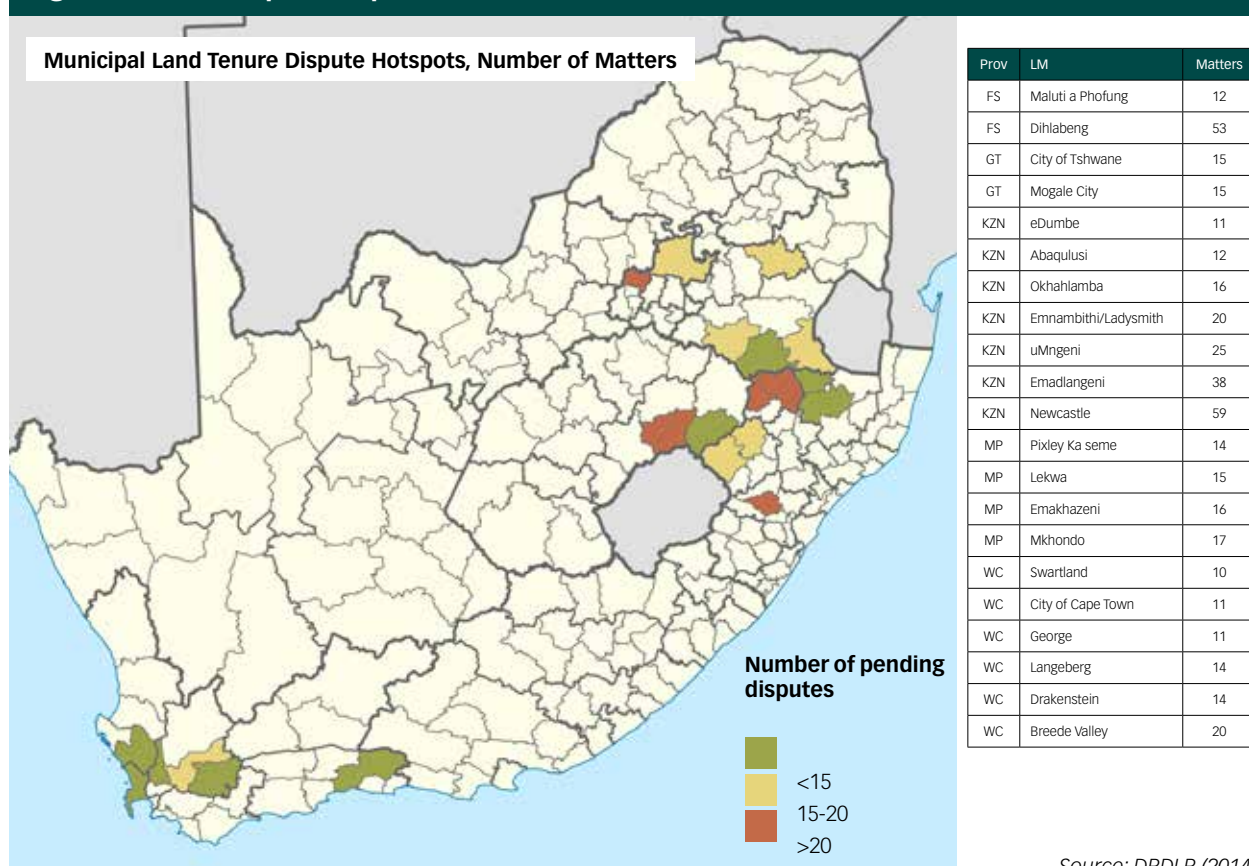 Municipal Land Tenure Dispute Hotspots, Number of Matters
Prov LM Matters
FS Maluti a Phofung 12
FS Dihlabeng 53
GT City of Tshwane 15
GT Mogale City 15
KZN eDumbe 11
KZN Abaqulusi 12
KZN Okhahlamba 16
KZN Emnambithi/Ladysmith 20
KZN uMngeni 25
KZN Emadlangeni 38
KZN Newcastle 59
MP Pixley Ka seme 14
MP Lekwa 15
MP Emakhazeni 16
MP Mkhondo 17
WC Swartland 10
WC City of Cape Town 11
WC George 11
WC Langeberg 14
WC Drakenstein 14
WC Breede Valley 20
Number of pending
disputes
<15
15-20
>20